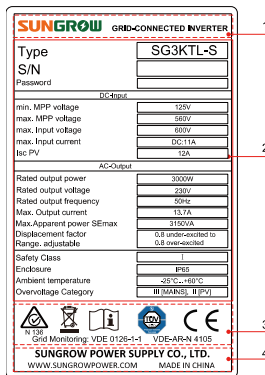 SUNGROW GRID-CONNECTED INVERTER
1
Type SG3KTL-S
S/N
Password
DC-Input
min. MPP voltage 125V
max. MPP voltage 560V
max. Input voltage 600V
max. Input current DC:11A
Isc PV 12A
2
AC-Output
Rated output power 3000W
Rated output voltage 230V
Rated output frequency 50Hz
Max. Output current 13,7A
Max.Apparent power SEmax 3150VA
Displacement factor 0.8 under-excited to
Range. adjustable 0.8 over-excited
Safety Class I
Enclosure IP65
Ambient temperature -25°C...+60°C
Overvoltage Category III [MAINS], II [PV]
N 136
3
Grid Monitoring: VDE 0126-1-1 VDE-AR-N 4105
SUNGROW POWER SUPPLY CO., LTD.
4
WWW.SUNGROWPOWER.COM MADE IN CHINA